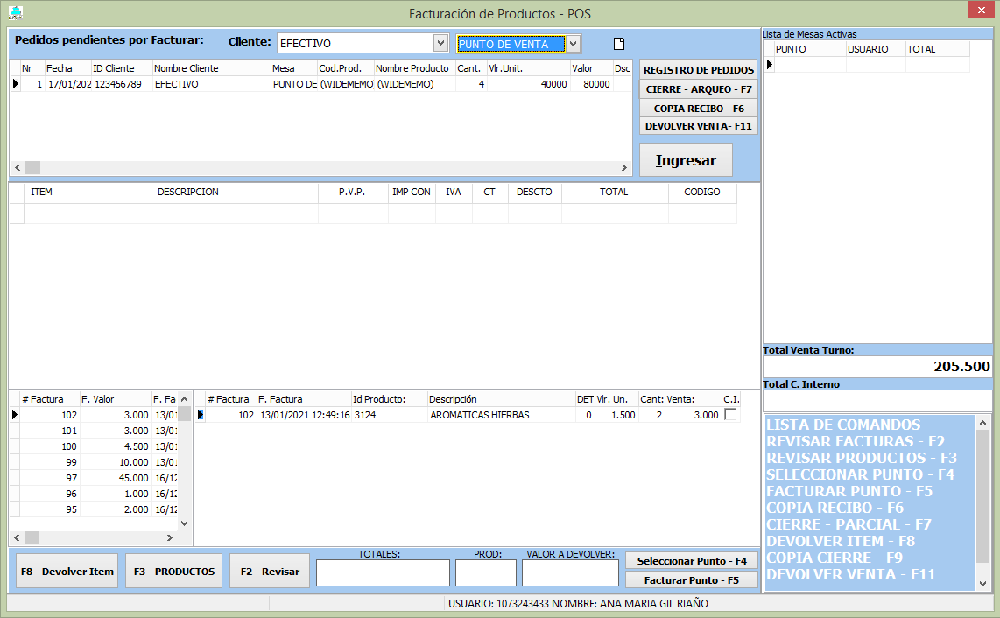 Facturación de Productos - POS
Pedidos pendientes por Facturar: Cliente: EFECTIVO PUNTO DE VENTA
Nr Fecha ID Cliente Nombre Cliente Mesa Cod.Prod. Nombre Producto Cant. Vlr.Unit. Valor Dsc
1 17/01/202 123456789 EFECTIVO PUNTO DE (WIDEMEMO (WIDEMEMO) 4 40000 80000
REGISTRO DE PEDIDOS
CIERRE - ARQUEO - F7
COPIA RECIBO - F6
DEVOLVER VENTA- F11
Ingresar
Lista de Mesas Activas
PUNTO USUARIO TOTAL
ITEM DESCRIPCION P.V.P. IMP CON IVA CT DESCTO TOTAL CODIGO
Total Venta Turno:
205.500
Total C. Interno
# Factura F. Valor F. Fa
102 3.000 13/01
101 3.000 13/01
100 4.500 13/01
99 10.000 13/01
97 45.000 16/12
96 1.000 16/12
95 2.000 16/12
# Factura F. Factura Id Producto: Descripción DET Vlr. Un. Cant: Venta: C.I.
102 13/01/2021 12:49:16 3124 AROMATICAS HIERBAS 0 1.500 2 3.000
LISTA DE COMANDOS
REVISAR FACTURAS - F2
REVISAR PRODUCTOS - F3
SELECCIONAR PUNTO - F4
FACTURAR PUNTO - F5
COPIA RECIBO - F6
CIERRE - PARCIAL - F7
DEVOLVER ITEM - F8
COPIA CIERRE - F9
DEVOLVER VENTA - F11
F8 - Devolver Item F3 - PRODUCTOS F2 - Revisar
TOTALES: PROD: VALOR A DEVOLVER:
Seleccionar Punto - F4
Facturar Punto - F5
USUARIO: 1073243433 NOMBRE: ANA MARIA GIL RIAÑO